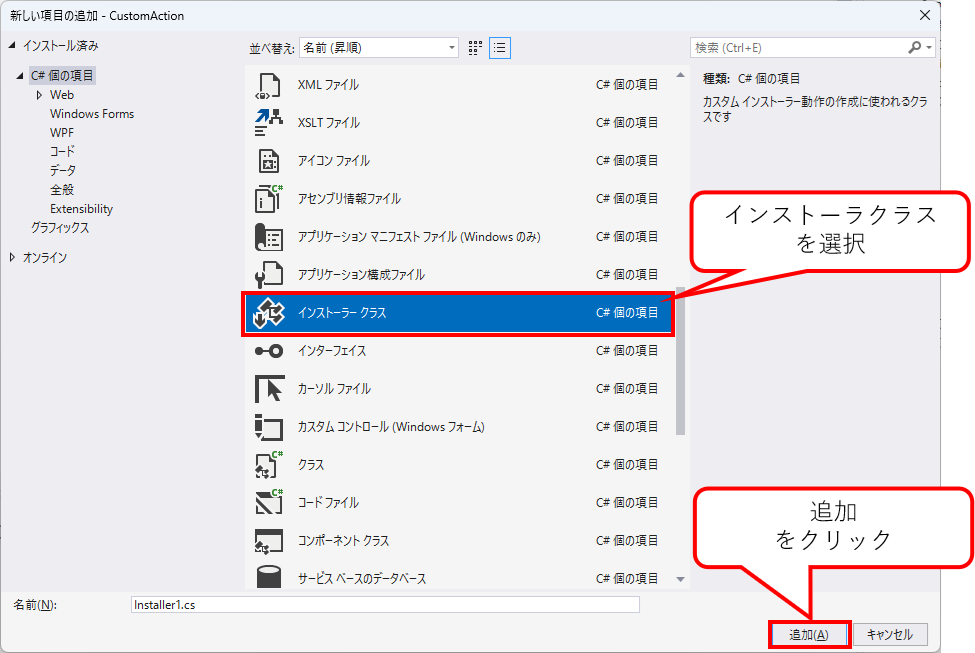 新しい項目の追加 - CustomAction
インストール済み
並べ替え: 名前 (昇順)
検索 (Ctrl+E)
C# 個の項目
Web
Windows Forms
WPF
コード
データ
全般
Extensibility
グラフィックス
オンライン
XML ファイル C# 個の項目
XSLT ファイル C# 個の項目
アイコン ファイル C# 個の項目
アセンブリ情報ファイル C# 個の項目
アプリケーション マニフェスト ファイル (Windows のみ) C# 個の項目
アプリケーション構成ファイル C# 個の項目
インストーラー クラス C# 個の項目
インターフェイス C# 個の項目
カーソル ファイル C# 個の項目
カスタム コントロール (Windows フォーム) C# 個の項目
クラス C# 個の項目
コード ファイル C# 個の項目
コンポーネント クラス C# 個の項目
サービス ベースのデータベース C# 個の項目
種類: C# 個の項目
カスタム インストーラー動作の作成に使われるクラ
スです
インストーラクラス
を選択
追加
をクリック
名前(N): Installer1.cs
追加(A) キャンセル